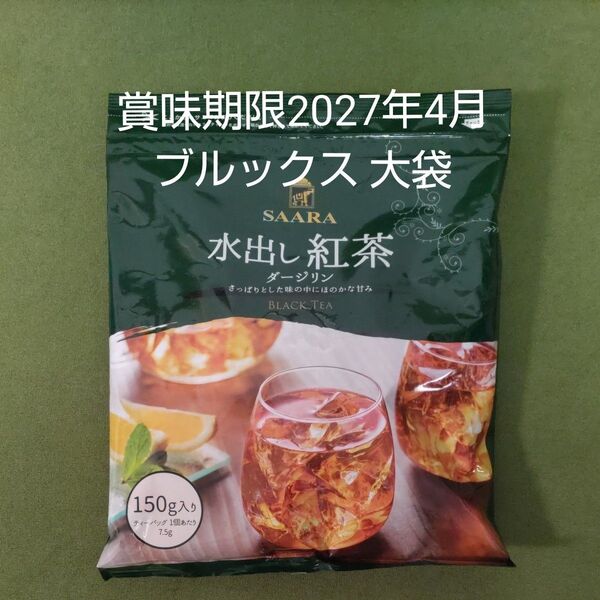 賞味期限2027年4月
ブルックス 大袋
SAARA
水出し紅茶
ダージリン
さっぱりとした味の中にほのかな甘み
BLACK TEA
150g入り
ティーバッグ 1個あたり
7.5g